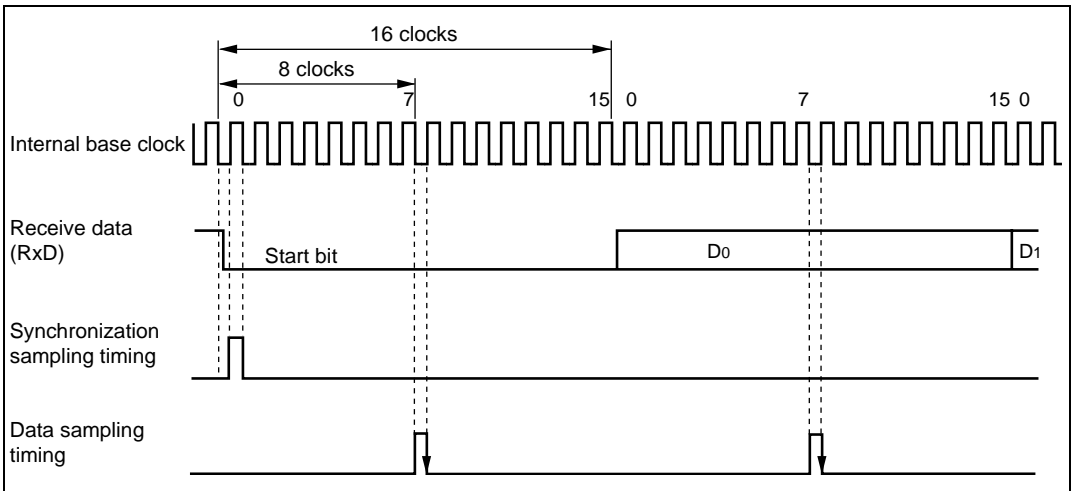 16 clocks
8 clocks
0 7 15 0 7 15 0
Internal base clock
Receive data
(RxD)
Start bit D0 D1
Synchronization
sampling timing
Data sampling
timing